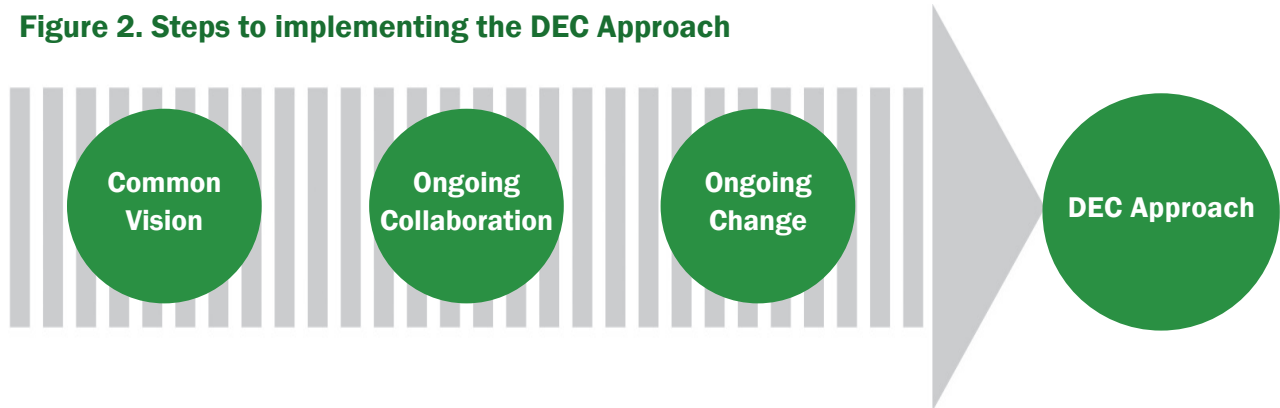 Figure 2. Steps to implementing the DEC Approach
Common
Vision
Ongoing
Collaboration
Ongoing
Change
DEC Approach